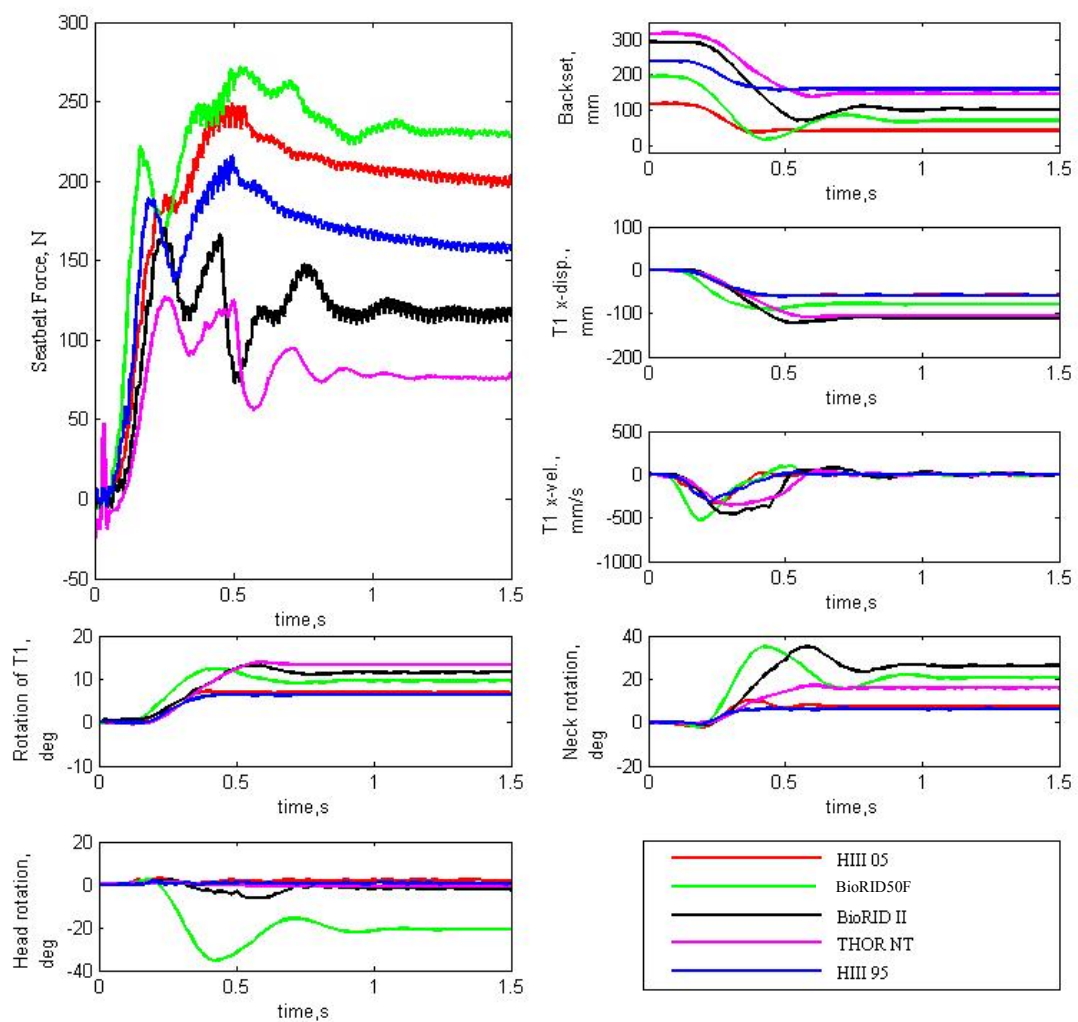 300
250
200
150
100
50
0
-50
Seatbelt Force, N
0
0.5
1
1.5
time,s
300
200
100
0
Backset,
mm
0
0.5
1
1.5
time,s
100
0
-100
-200
T1 x-disp.,
mm
0
0.5
1
1.5
time,s
500
0
-500
-1000
T1 x-vel.,
mm/s
0
0.5
1
1.5
time,s
20
10
0
-10
Rotation of T1,
deg
0
0.5
1
1.5
time,s
40
20
0
-20
Neck rotation,
deg
0
0.5
1
1.5
time,s
20
0
-20
-40
Head rotation,
deg
0
0.5
1
1.5
time,s
HIII 05
BioRID50F
BioRID II
THOR NT
HIII 95